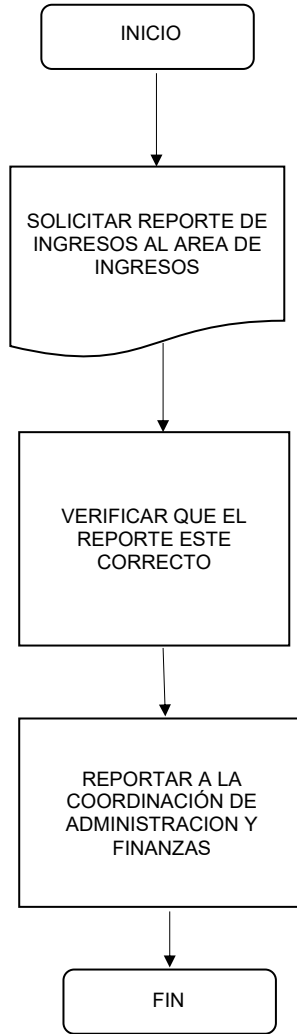 INICIO
SOLICITAR REPORTE DE
INGRESOS AL AREA DE
INGRESOS
VERIFICAR QUE EL
REPORTE ESTE
CORRECTO
REPORTAR A LA
COORDINACIÓN DE
ADMINISTRACION Y
FINANZAS
FIN